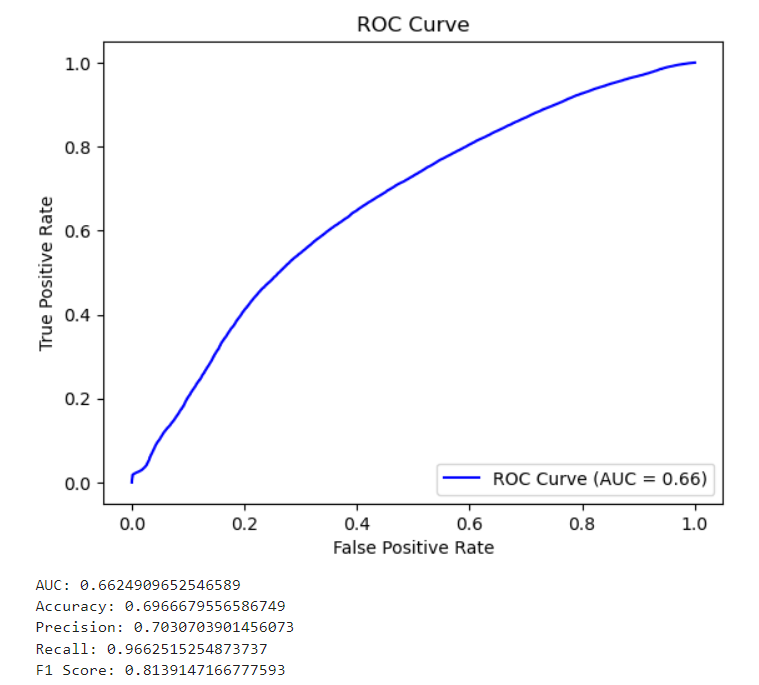 ROC Curve
1.0
0.8
0.6
0.4
0.2
0.0
True Positive Rate
ROC Curve (AUC = 0.66)
0.0 0.2 0.4 0.6 0.8 1.0
False Positive Rate
AUC: 0.6624909652546589
Accuracy: 0.6966679556586749
Precision: 0.7030703901456073
Recall: 0.9662515254873737
F1 Score: 0.8139147166777593